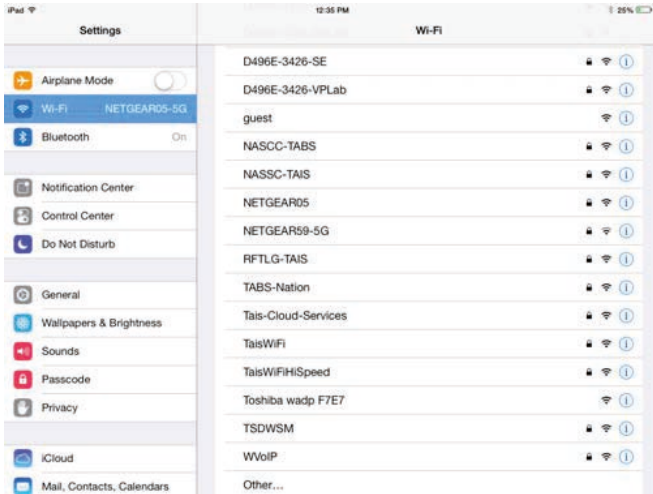 iPad 12:35 PM 25%
Settings
Airplane Mode
Wi-Fi NETGEAR05-5G
Bluetooth On
Notification Center
Control Center
Do Not Disturb
General
Wallpapers & Brightness
Sounds
Passcode
Privacy
iCloud
Mail, Contacts, Calendars
Wi-Fi
D496E-3426-SE
D496E-3426-VPLab
guest
NASCC-TABS
NASSC-TAIS
NETGEAR05
NETGEAR59-5G
RFTLG-TAIS
TABS-Nation
Tais-Cloud-Services
TaisWiFi
TaisWiFiHiSpeed
Toshiba wadp F7E7
TSDWSM
WVoIP
Other...